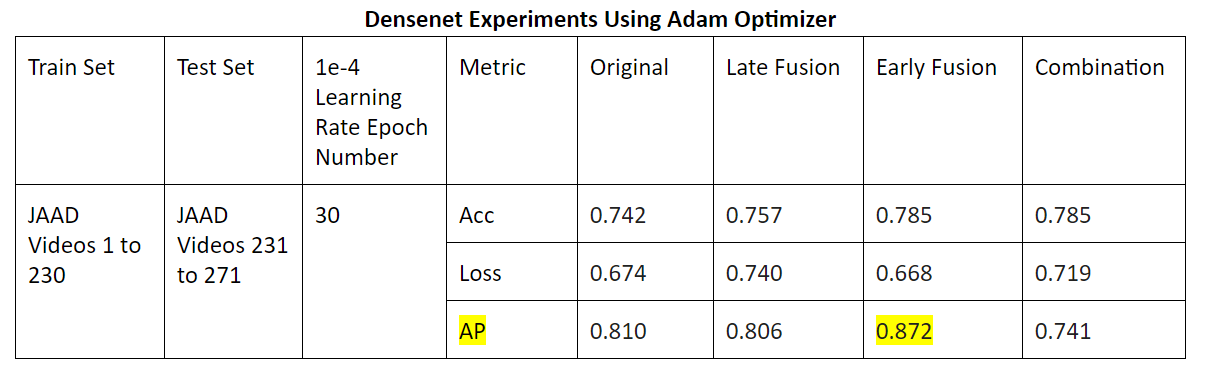 Densenet Experiments Using Adam Optimizer
Train Set
Test Set
1e-4
Learning
Rate Epoch
Number
Metric
Original
Late Fusion
Early Fusion
Combination
JAAD
Videos 1 to
230
JAAD
Videos 231
to 271
30
Acc
0.742
0.757
0.785
0.785
Loss
0.674
0.740
0.668
0.719
AP
0.810
0.806
0.872
0.741